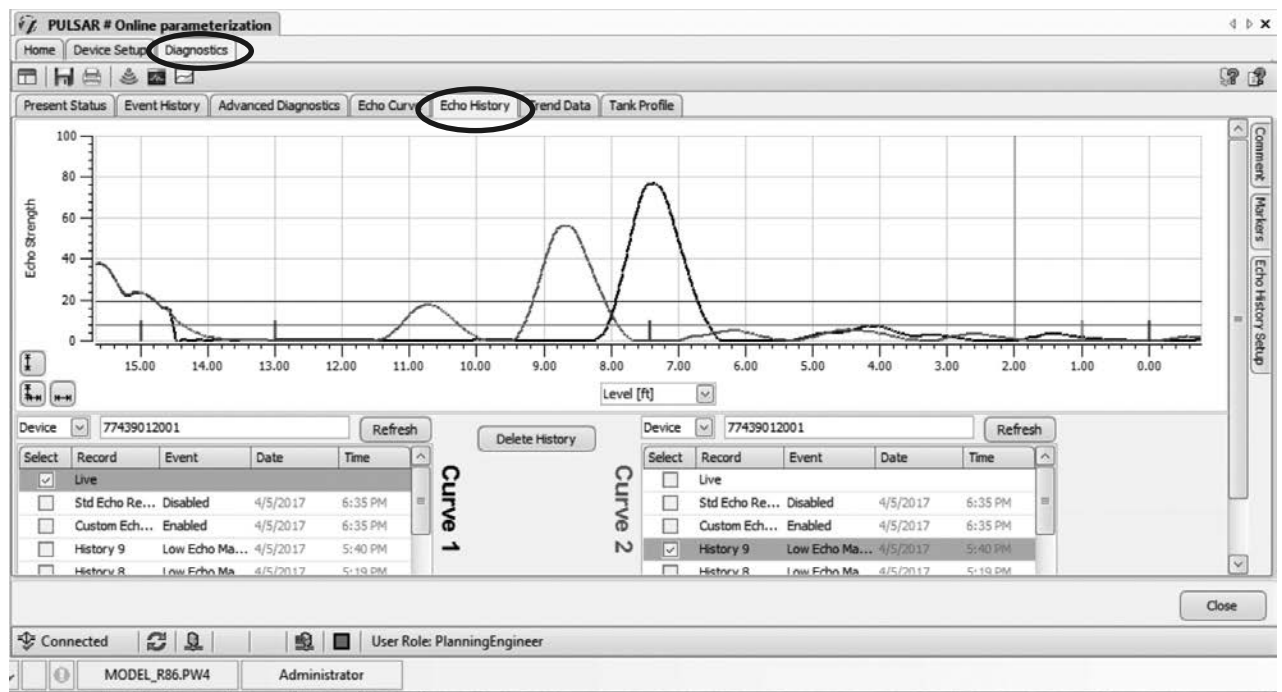 PULSAR # Online parameterization
Home Device Setup Diagnostics
Present Status Event History Advanced Diagnostics Echo Curve Echo History Trend Data Tank Profile
100
80
60
40
20
0
Echo Strength
15.00 14.00 13.00 12.00 11.00 10.00 9.00 8.00 7.00 6.00 5.00 4.00 3.00 2.00 1.00 0.00
Level [ft]
Comment
Markers
Echo History Setup
Device 77439012001 Refresh
Select Record Event Date Time
Live
Std Echo Re... Disabled 4/5/2017 6:35 PM
Custom Ech... Enabled 4/5/2017 6:35 PM
History 9 Low Echo Ma... 4/5/2017 5:40 PM
History 8 Low Echo Ma 4/5/2017 5:19 PM
Curve 1
Delete History
Curve 2
Device 77439012001 Refresh
Select Record Event Date Time
Live
Std Echo Re... Disabled 4/5/2017 6:35 PM
Custom Ech... Enabled 4/5/2017 6:35 PM
History 9 Low Echo Ma... 4/5/2017 5:40 PM
History 8 Low Echo Ma 4/5/2017 5:19 PM
Close
Connected User Role: PlanningEngineer
MODEL_R86.PW4 Administrator